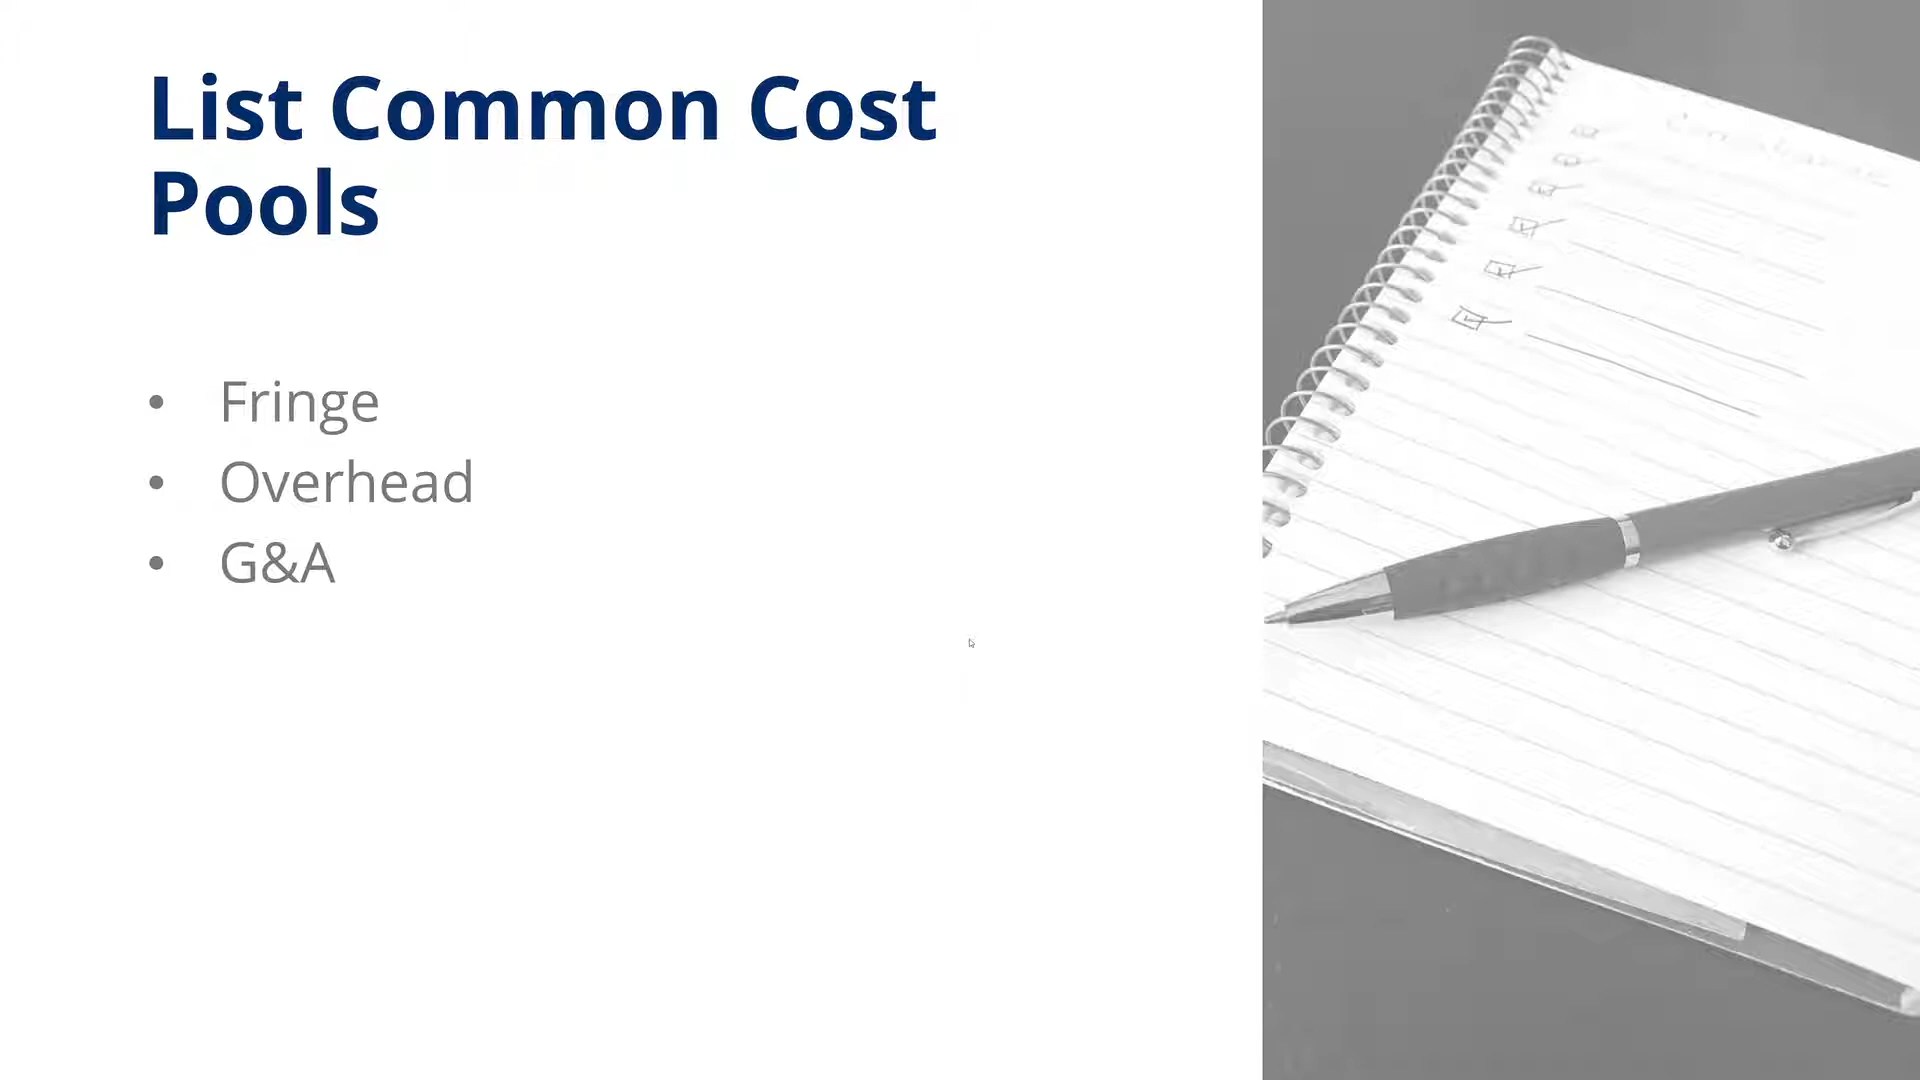 List Common Cost
Pools
• Fringe
• Overhead
• G&A